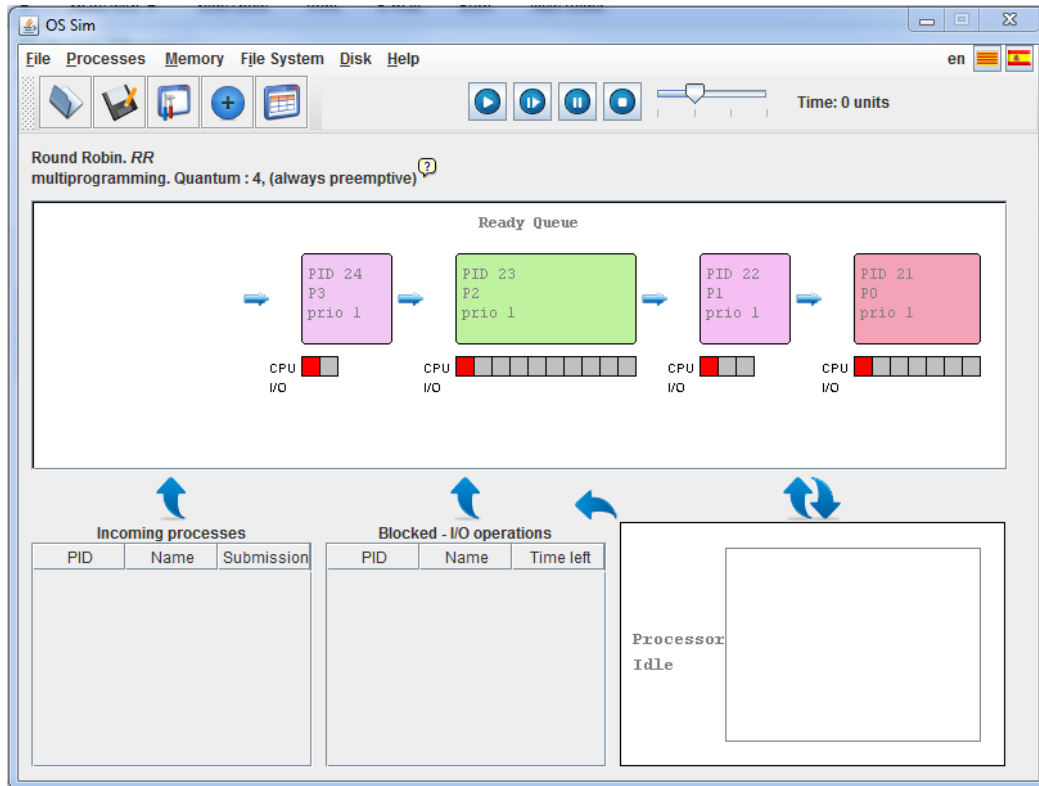 OS Sim
File Processes Memory File System Disk Help
en
Time: 0 units
Round Robin. RR
multiprogramming. Quantum : 4, (always preemptive)
?
Ready Queue
PID 24
P3
prio 1
CPU
I/O
PID 23
P2
prio 1
CPU
I/O
PID 22
P1
prio 1
CPU
I/O
PID 21
P0
prio 1
CPU
I/O
Incoming processes
PID Name Submission
Blocked - I/O operations
PID Name Time left
Processor
Idle